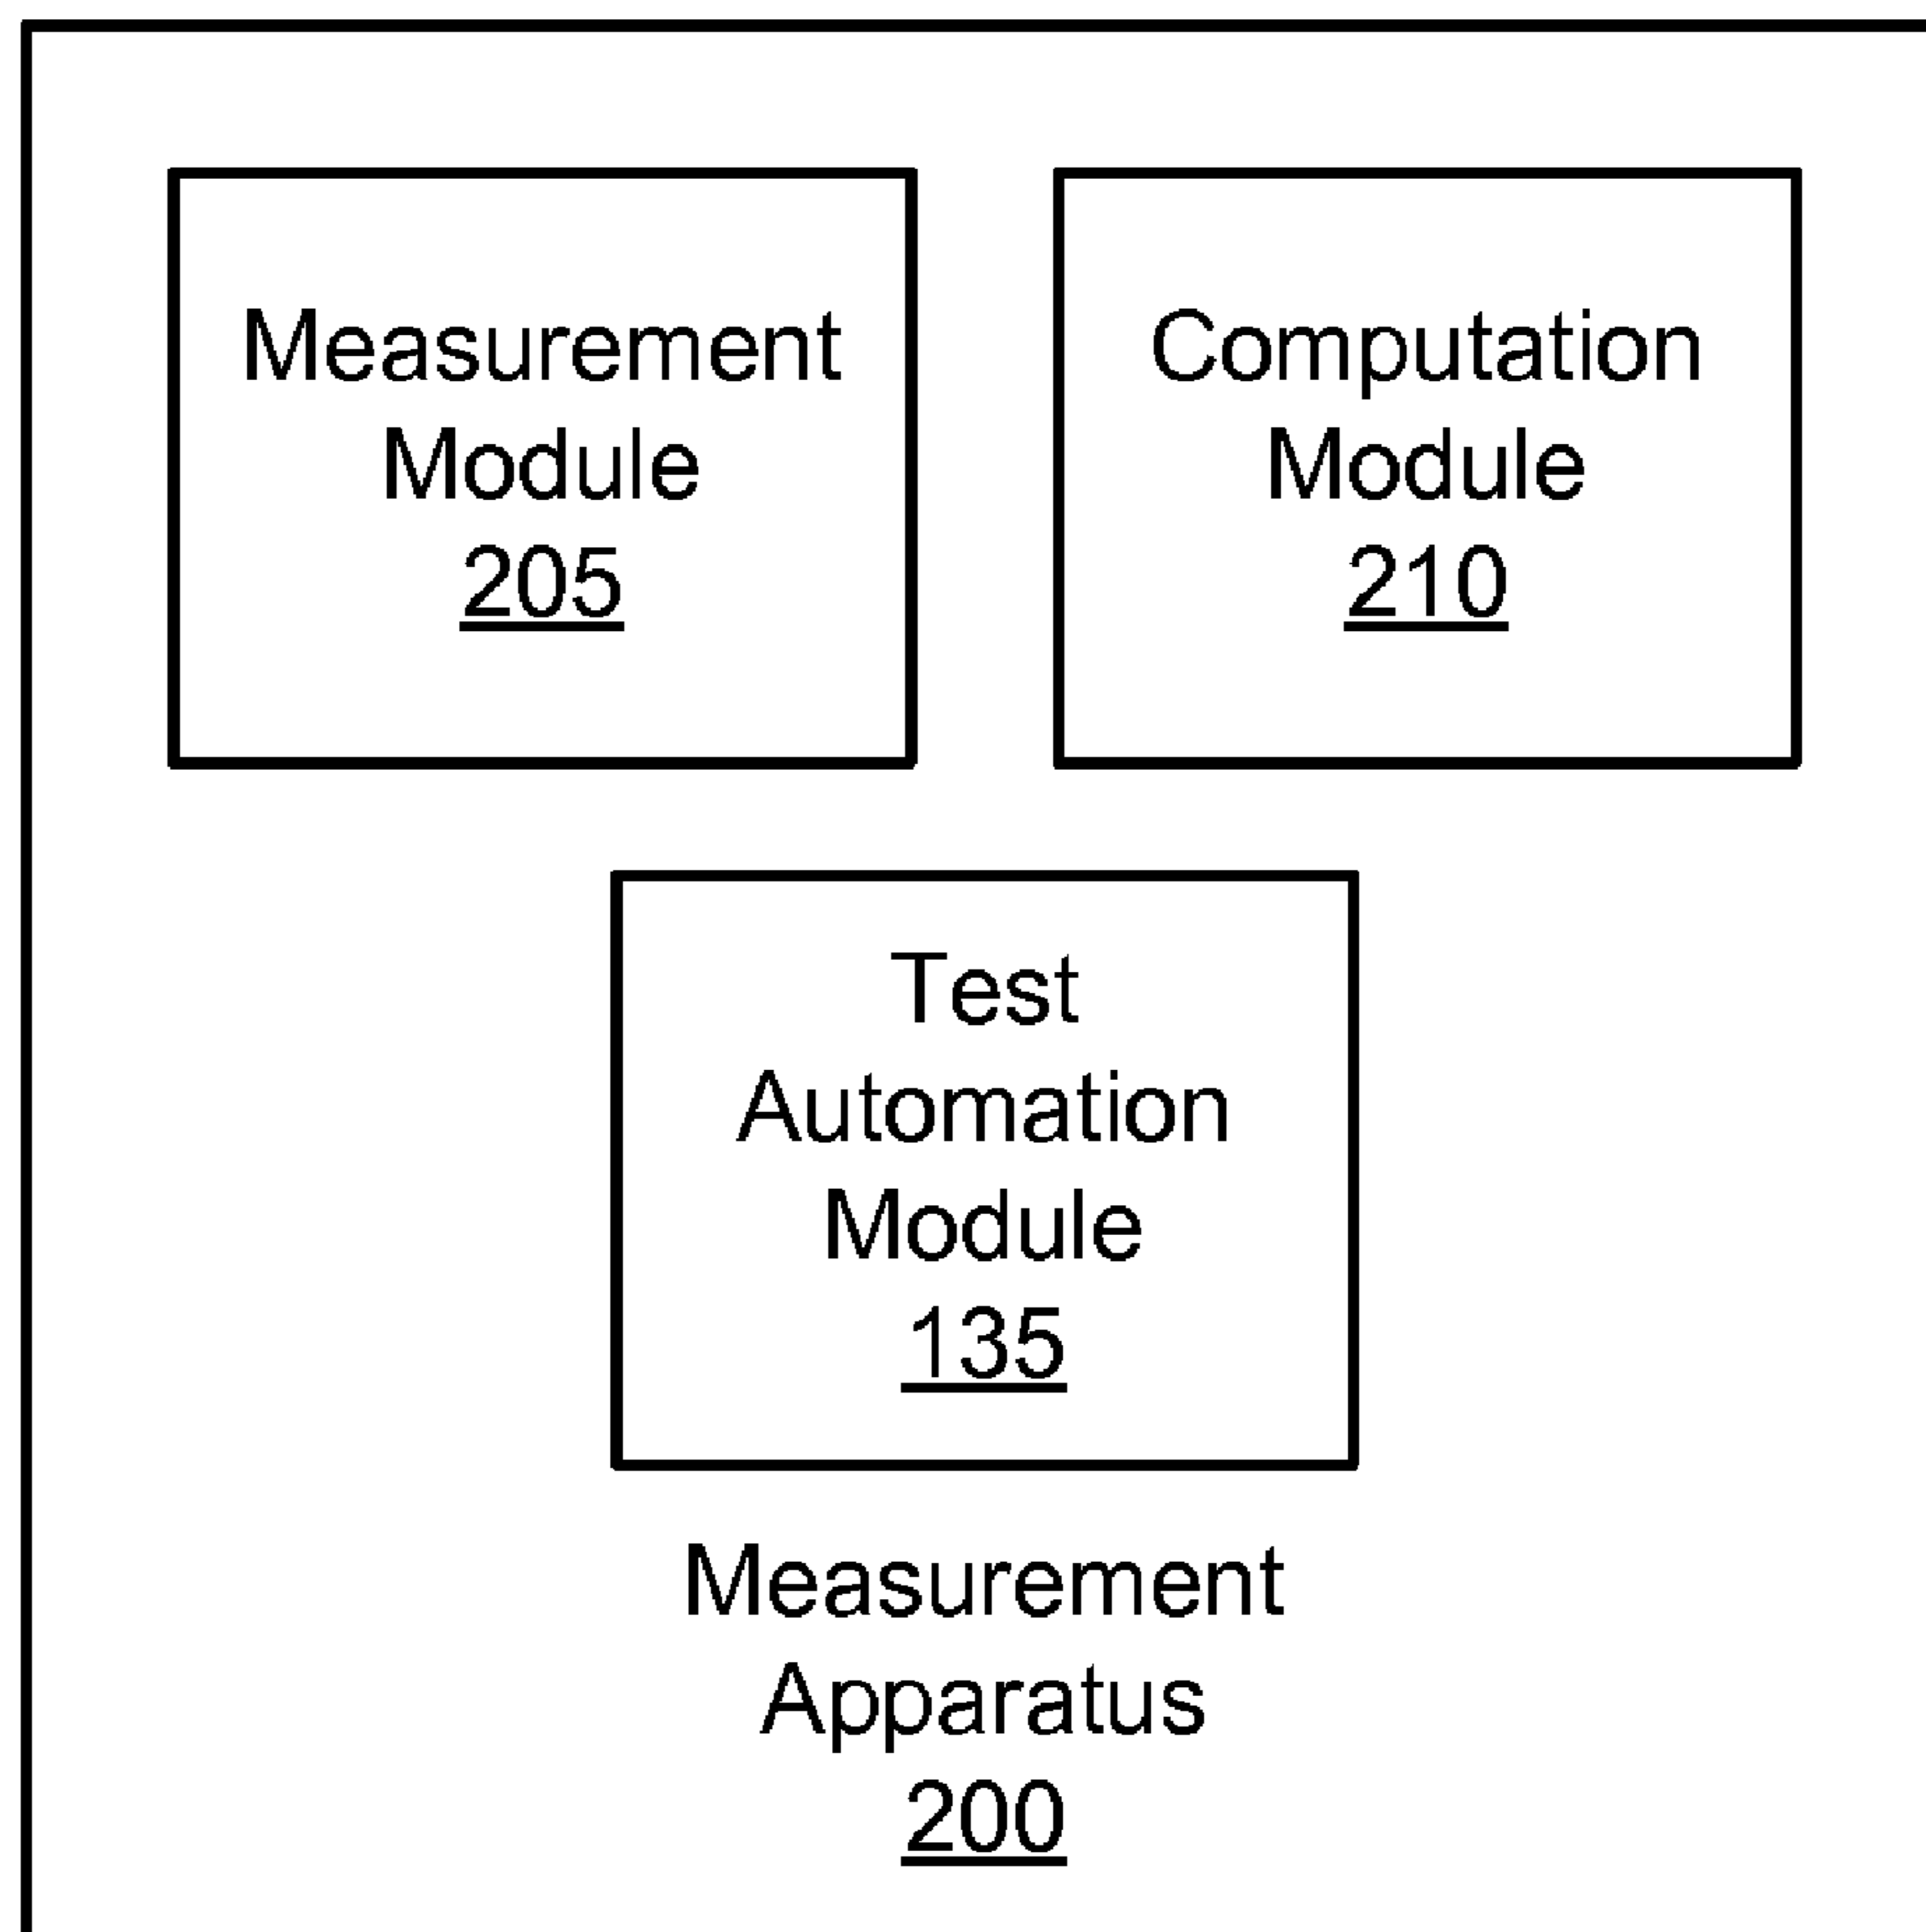 Measurement
Module
205
Computation
Module
210
Test
Automation
Module
135
Measurement
Apparatus
200